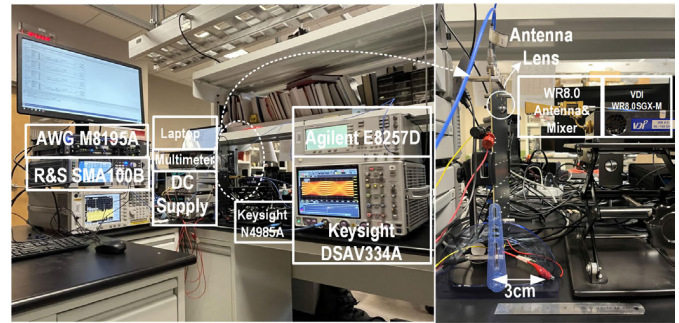 AWG M8195A
R&S SMA100B
Laptop
Multimeter
DC
Supply
Keysight
N4985A
Agilent E8257D
Keysight
DSAV334A
Antenna
Lens
WR8.0
Antenna&
Mixer
VDI
WR8.0SGX-M
VDI
3cm